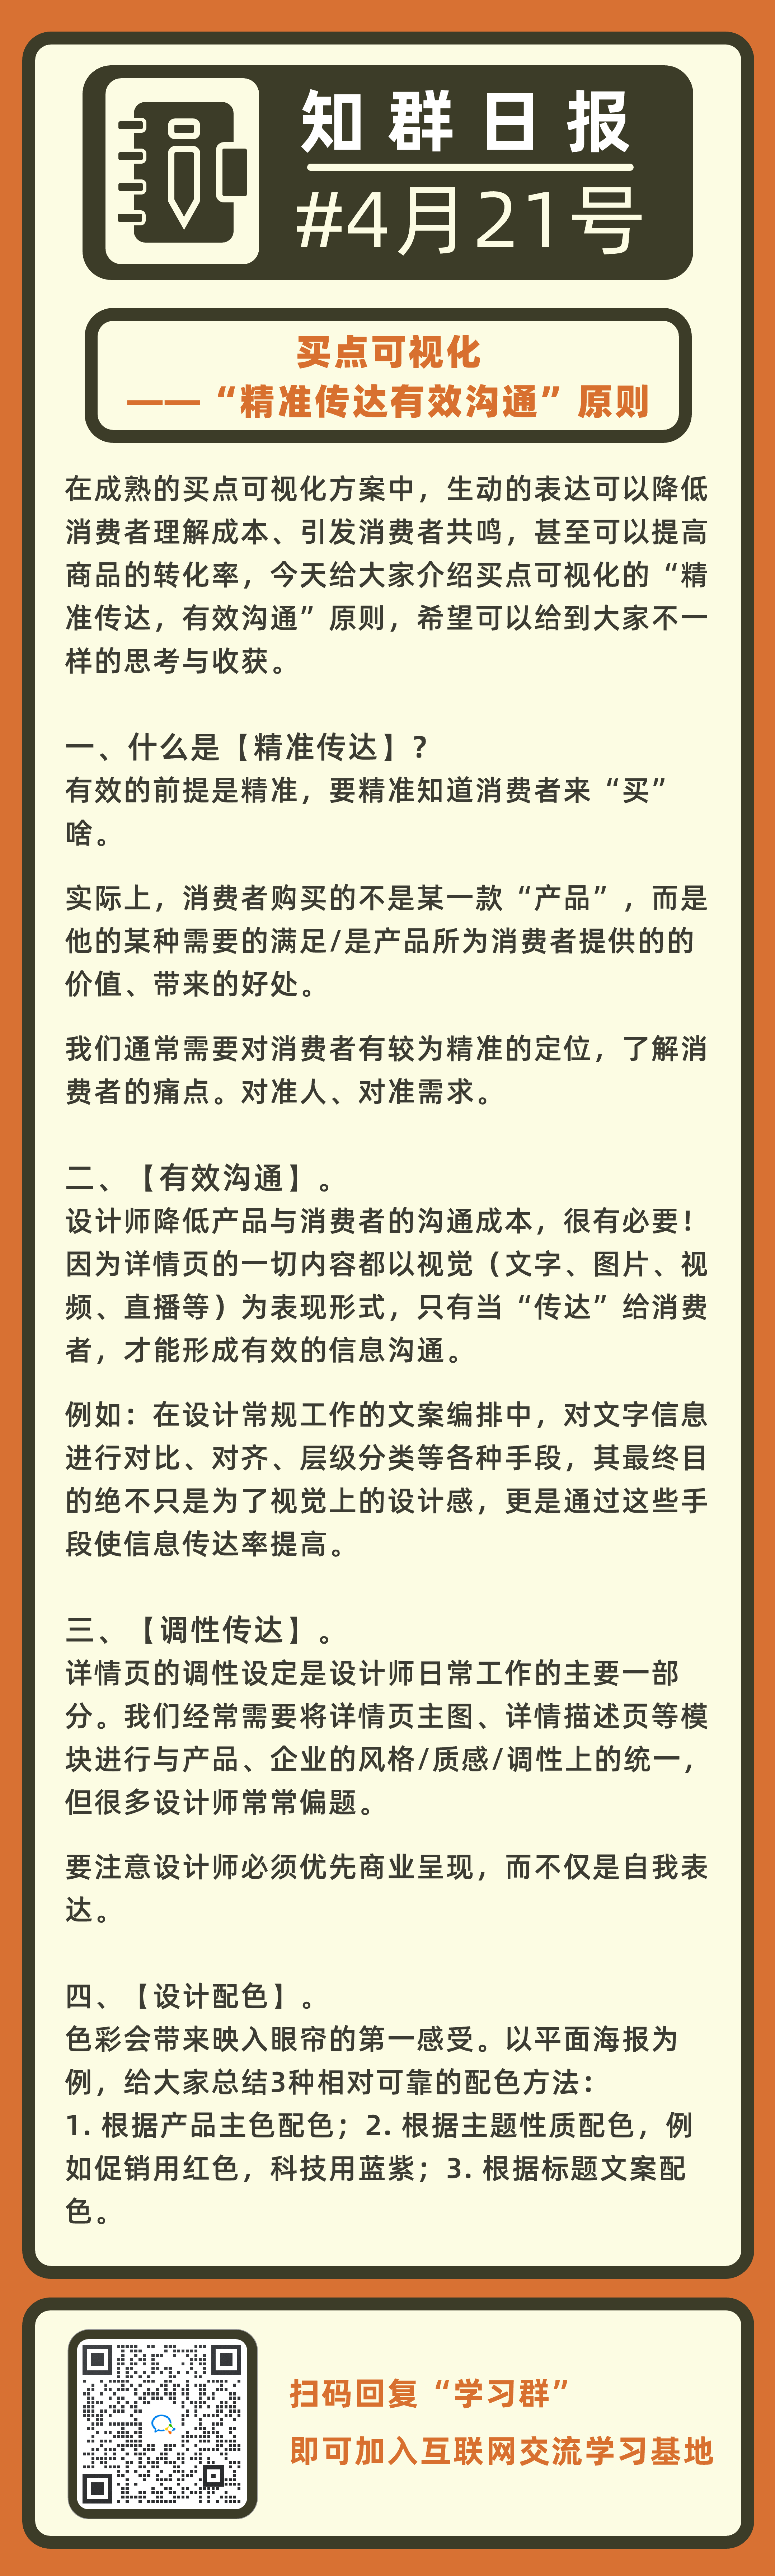 知群日报
#4月21号
买点可视化
——“精准传达有效沟通”原则
在成熟的买点可视化方案中，生动的表达可以降低
消费者理解成本、引发消费者共鸣，甚至可以提高
商品的转化率，今天给大家介绍买点可视化的“精
准传达，有效沟通”原则，希望可以给到大家不一
样的思考与收获。
一、什么是【精准传达】?
有效的前提是精准，要精准知道消费者来“买”
啥。
实际上，消费者购买的不是某一款“产品”，而是
他的某种需要的满足/是产品所为消费者提供的的
价值、带来的好处。
我们通常需要对消费者有较为精准的定位，了解消
费者的痛点。对准人、对准需求。
二、【有效沟通】。
设计师降低产品与消费者的沟通成本，很有必要！
因为详情页的一切内容都以视觉（文字、图片、视
频、直播等）为表现形式，只有当“传达”给消费
者，才能形成有效的信息沟通。
例如：在设计常规工作的文案编排中，对文字信息
进行对比、对齐、层级分类等各种手段，其最终目
的绝不只是为了视觉上的设计感，更是通过这些手
段使信息传达率提高。
三、【调性传达】。
详情页的调性设定是设计师日常工作的主要一部
分。我们经常需要将详情页主图、详情描述页等模
块进行与产品、企业的风格/质感/调性上的统一，
但很多设计师常常偏题。
要注意设计师必须优先商业呈现，而不仅是自我表
达。
四、【设计配色】。
色彩会带来映入眼帘的第一感受。以平面海报为
例，给大家总结3种相对可靠的配色方法：
1. 根据产品主色配色；2. 根据主题性质配色，例
如促销用红色，科技用蓝紫；3. 根据标题文案配
色。
扫码回复“学习群”
即可加入互联网交流学习基地